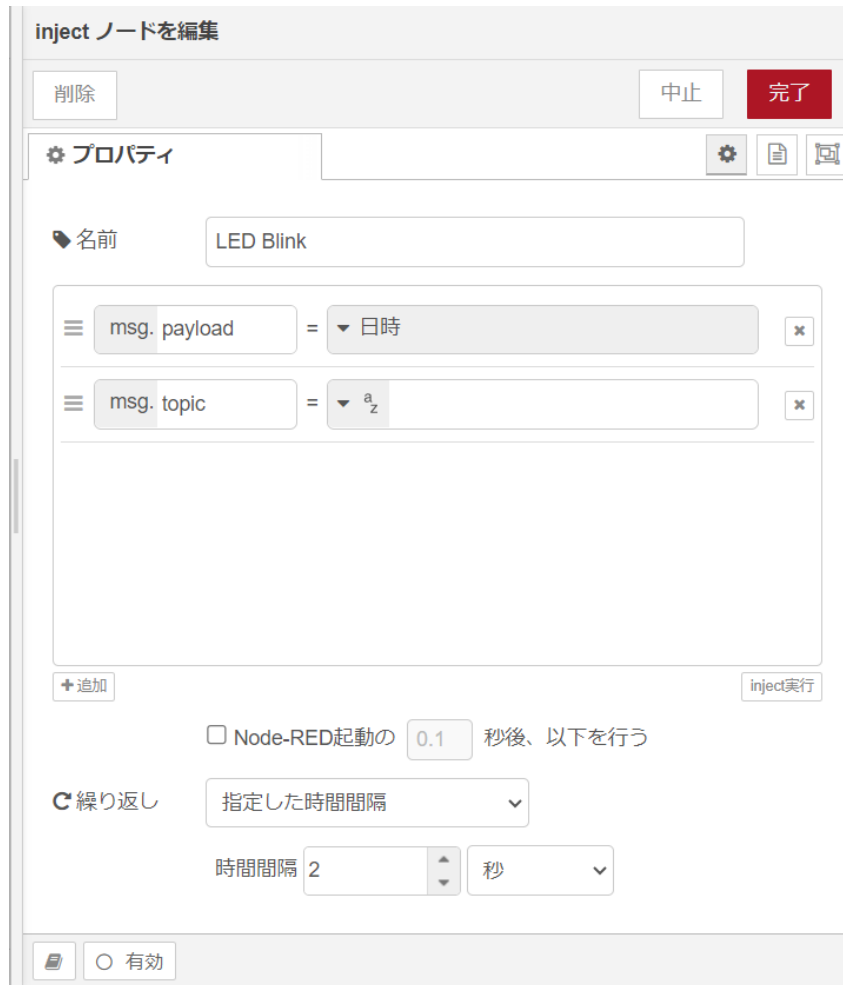 inject ノードを編集
削除 中止 完了
プロパティ
名前 LED Blink
msg. payload = 日時
msg. topic = a z
+追加 inject実行
Node-RED起動の 0.1 秒後、以下を行う
繰り返し 指定した時間間隔
時間間隔 2 秒
有効